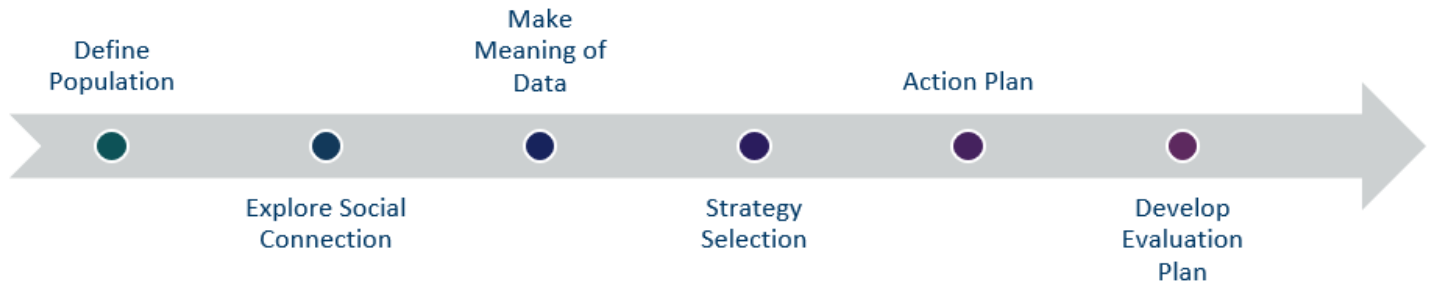 Define
Population
Explore Social
Connection
Make
Meaning of
Data
Strategy
Selection
Action Plan
Develop
Evaluation
Plan